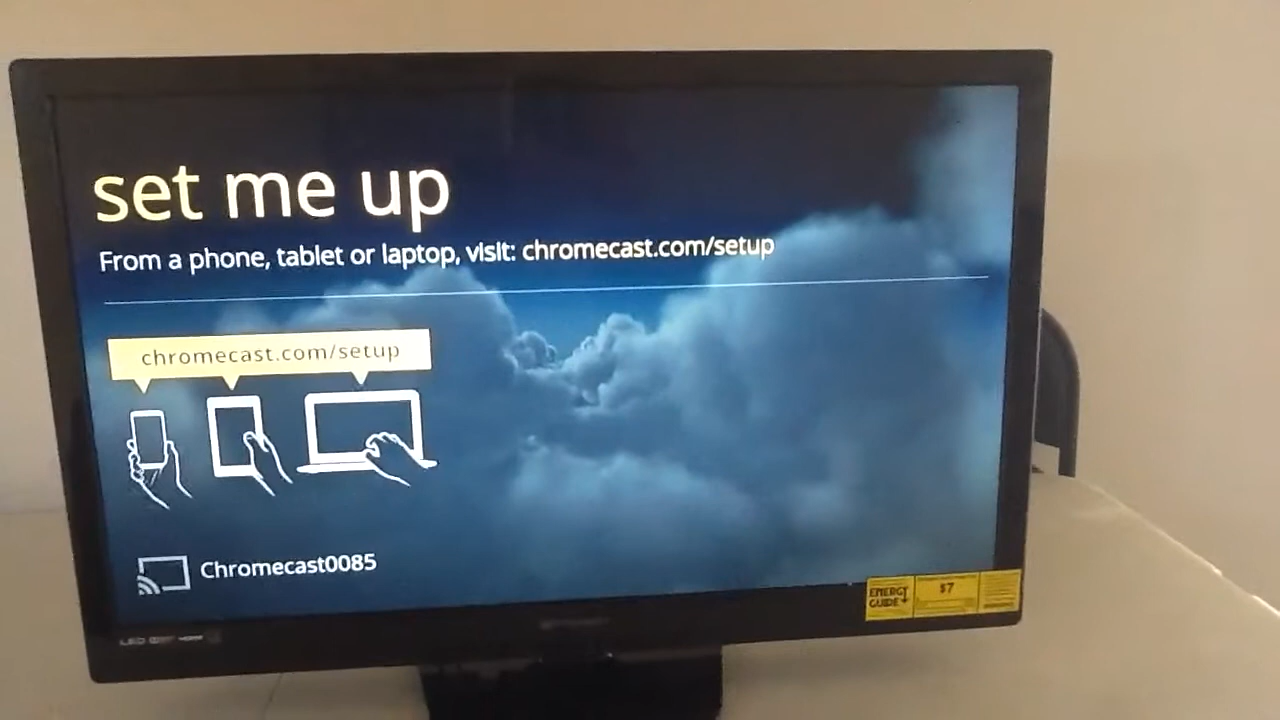 set me up
From a phone, tablet or laptop, visit: chromecast.com/setup
chromecast.com/setup
Chromecast0085
ENERGY
GUIDE
$7
LED